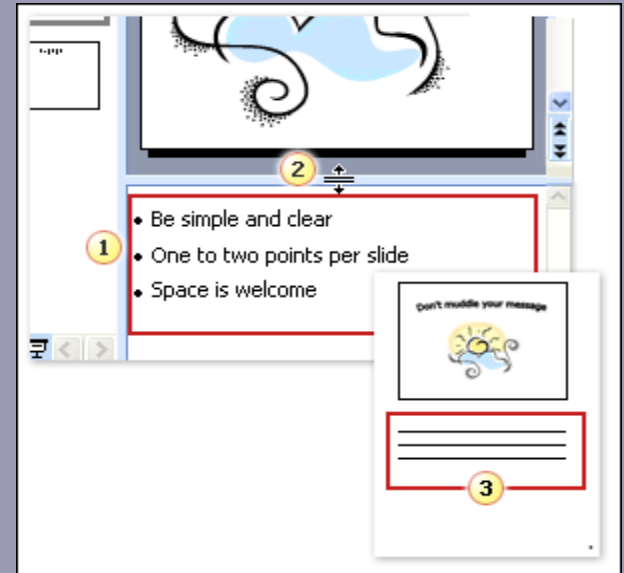 2
1
• Be simple and clear
• One to two points per slide
• Space is welcome
Don't muddle your message
3